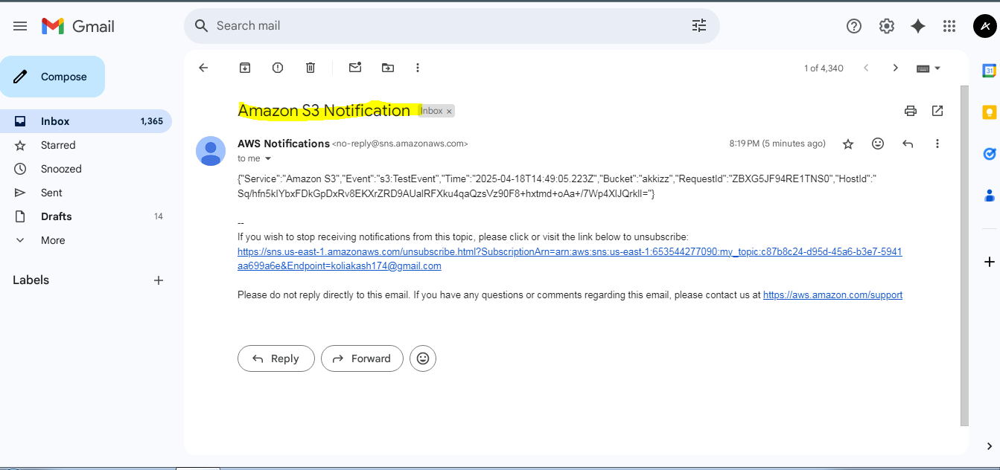 Gmail
Search mail
Compose
1 of 4,340
Amazon S3 Notification Inbox ×
Inbox 1,365
Starred
Snoozed
Sent
Drafts 14
More
Labels
AWS Notifications <no-reply@sns.amazonaws.com> 8:19 PM (5 minutes ago)
to me
{"Service":"Amazon S3","Event":"s3:TestEvent","Time":"2025-04-18T14:49:05.223Z","Bucket":"akkizz","RequestId":"ZBXG5JF94RE1TNS0","HostId":"
Sq/hfn5kIYbxFDkGpDxRv8EKXrZRD9AUalRFXku4qaQzsVz90F8+hxtmd+oAa+/7Wp4XlJQrklI="}
--
If you wish to stop receiving notifications from this topic, please click or visit the link below to unsubscribe:
https://sns.us-east-1.amazonaws.com/unsubscribe.html?SubscriptionArn=arn:aws:sns:us-east-1:653544277090:my_topic:c87b8c24-d95d-45a6-b3e7-5941
aa699a6e&Endpoint=koliakash174@gmail.com
Please do not reply directly to this email. If you have any questions or comments regarding this email, please contact us at https://aws.amazon.com/support
Reply
Forward
31